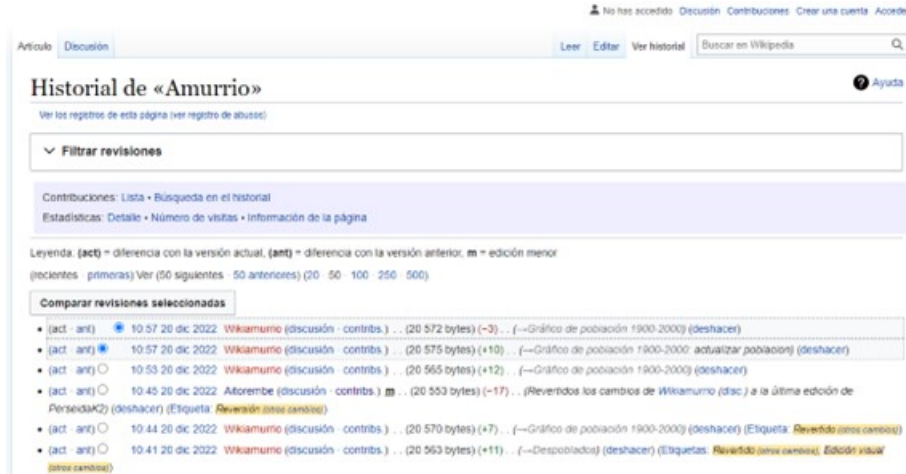 No has accedido Discusión Contribuciones Crear una cuenta Accede
Artículo Discusión Leer Editar Ver historial Buscar en Wikipedia
Historial de «Amurrio»
Ayuda
Ver los registros de esta página (ver registro de abusos)
Filtrar revisiones
Contribuciones: Lista • Búsqueda en el historial
Estadísticas: Detalle • Número de visitas • Información de la página
Leyenda: (act) = diferencia con la versión actual, (ant) = diferencia con la versión anterior, m = edición menor
(recientes · primeras) Ver (50 siguientes · 50 anteriores) (20 · 50 · 100 · 250 · 500)
Comparar revisiones seleccionadas
• (act · ant) 10:57 20 dic 2022 Wikiamurrio (discusión · contribs.) . . (20 572 bytes) (−3) . . (→Gráfico de población 1900-2000) (deshacer)
• (act · ant) 10:57 20 dic 2022 Wikiamurrio (discusión · contribs.) . . (20 575 bytes) (+10) . . (→Gráfico de población 1900-2000: actualizar poblacion) (deshacer)
• (act · ant) 10:53 20 dic 2022 Wikiamurrio (discusión · contribs.) . . (20 565 bytes) (+12) . . (→Gráfico de población 1900-2000) (deshacer)
• (act · ant) 10:45 20 dic 2022 Aitorembe (discusión · contribs.) m . . (20 553 bytes) (−17) . . (Revertidos los cambios de Wikiamurrio (disc.) a la última edición de
PerseidaK2) (deshacer) (Etiqueta: Reversión (otros cambios))
• (act · ant) 10:44 20 dic 2022 Wikiamurrio (discusión · contribs.) . . (20 570 bytes) (+7) . . (→Gráfico de población 1900-2000) (deshacer) (Etiqueta: Revertido (otros cambios))
• (act · ant) 10:41 20 dic 2022 Wikiamurrio (discusión · contribs.) . . (20 563 bytes) (+11) . . (→Despoblados) (deshacer) (Etiquetas: Revertido (otros cambios), Edición visual
(otros cambios))